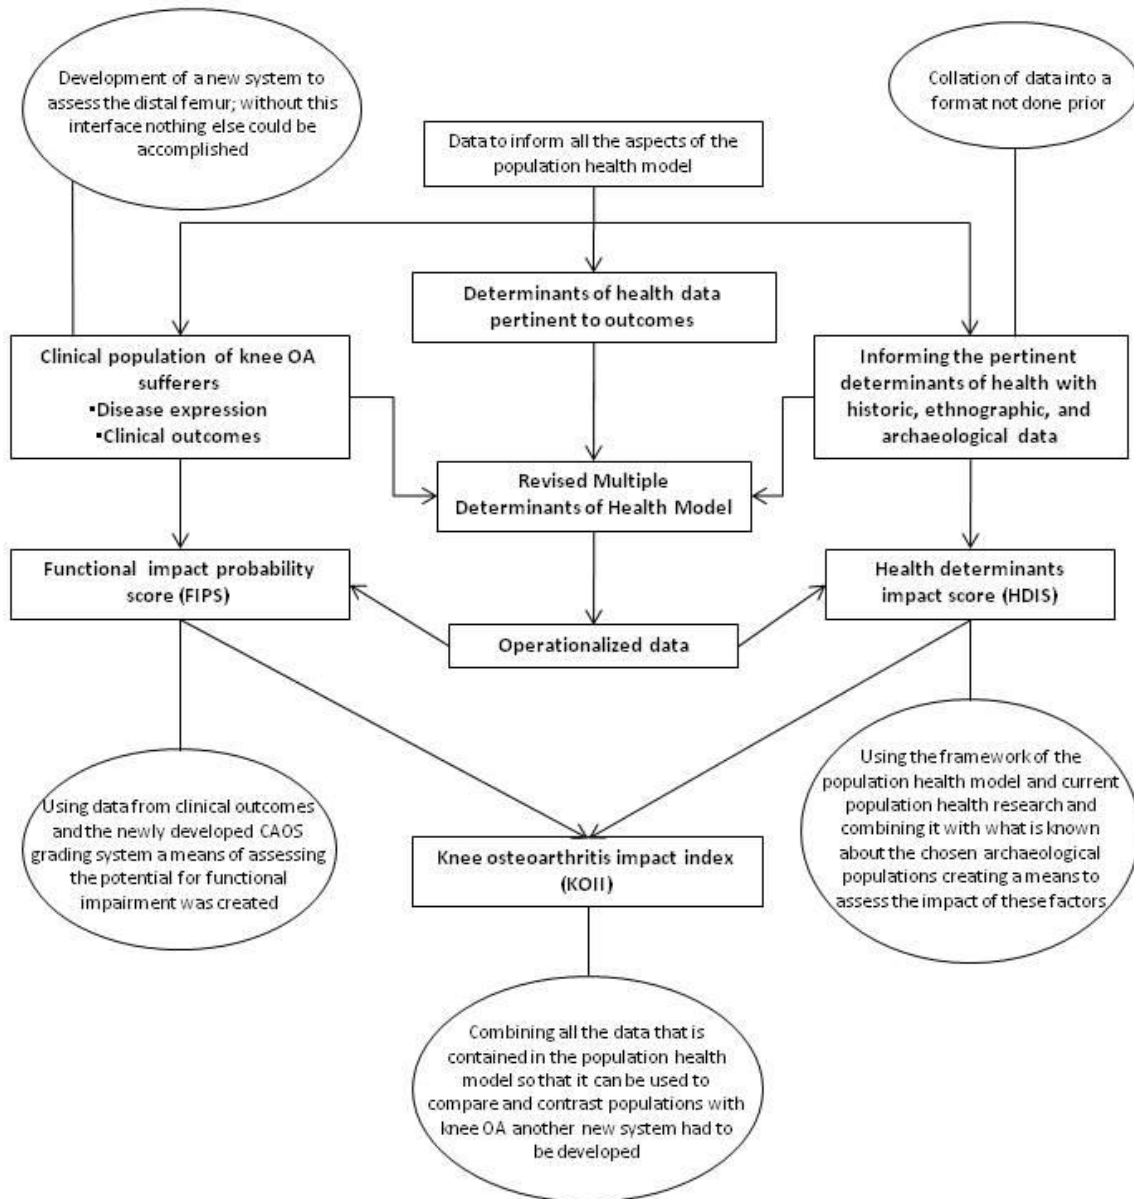 Development of a new system to
assess the distal femur; without this
interface nothing else could be
accomplished
Collation of data into a
format not done prior
Data to inform all the aspects of the
population health model
Determinants of health data
pertinent to outcomes
Clinical population of knee OA
sufferers
▪Disease expression
▪Clinical outcomes
Informing the pertinent
determinants of health with
historic, ethnographic, and
archaeological data
Revised Multiple
Determinants of Health Model
Functional impact probability
score (FIPS)
Health determinants
impact score (HDIS)
Operationalized data
Using data from clinical outcomes
and the newly developed CAOS
grading system a means of assessing
the potential for functional
impairment was created
Using the framework of the
population health model and current
population health research and
combining it with what is known
about the chosen archaeological
populations creating a means to
assess the impact of these factors
Knee osteoarthritis impact index
(KOII)
Combining all the data that is
contained in the population health
model so that it can be used to
compare and contrast populations with
knee OA another new system had to
be developed